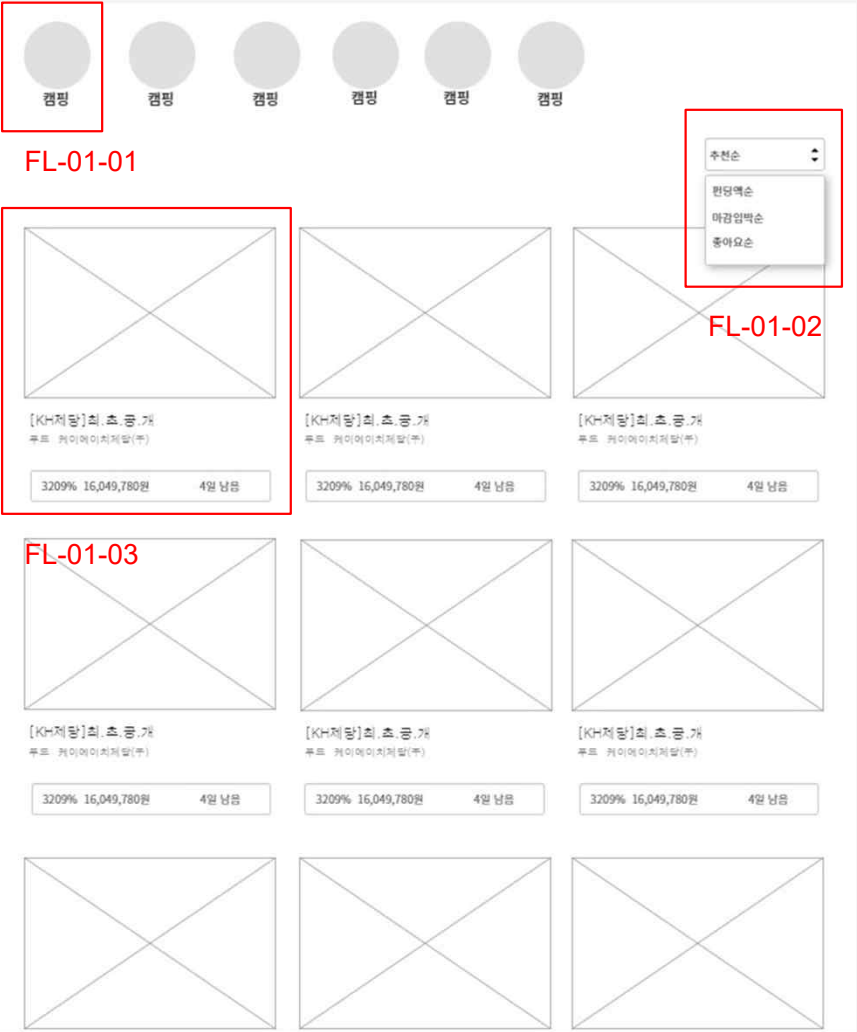 캠핑 캠핑 캠핑 캠핑 캠핑 캠핑
FL-01-01
추천순
펀딩액순
마감임박순
좋아요순
FL-01-02
[KH제당]최.초.공.개 [KH제당]최.초.공.개 [KH제당]최.초.공.개
푸드 케이에이치제당(주) 푸드 케이에이치제당(주) 푸드 케이에이치제당(주)
3209% 16,049,780원 4일 남음 3209% 16,049,780원 4일 남음 3209% 16,049,780원 4일 남음
FL-01-03
[KH제당]최.초.공.개 [KH제당]최.초.공.개 [KH제당]최.초.공.개
푸드 케이에이치제당(주) 푸드 케이에이치제당(주) 푸드 케이에이치제당(주)
3209% 16,049,780원 4일 남음 3209% 16,049,780원 4일 남음 3209% 16,049,780원 4일 남음